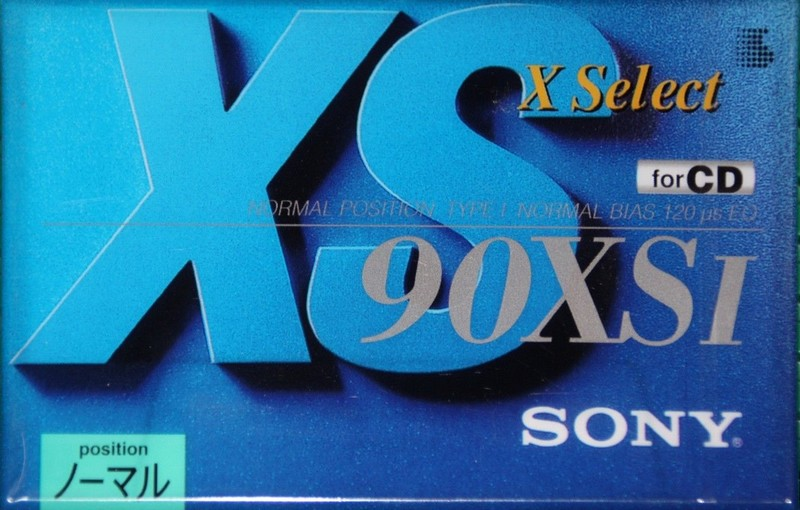 XS
X Select
for CD
NORMAL POSITION TYPE I NORMAL BIAS 120 µs EQ
90XSI
SONY
position
ノーマル